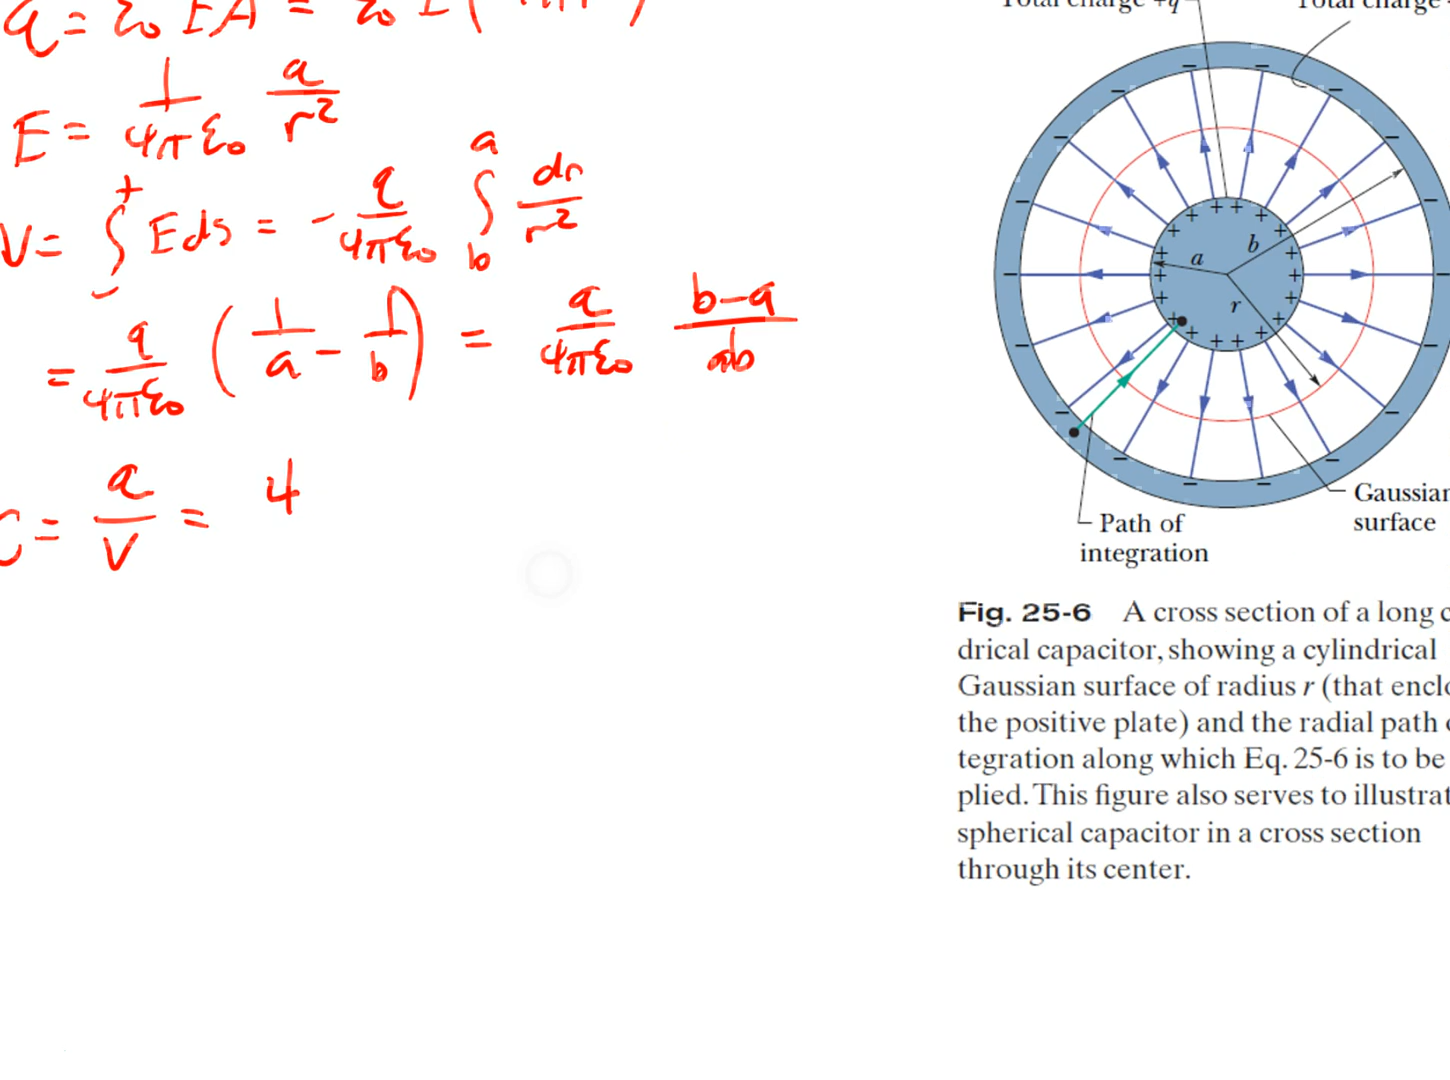 q = ε₀ EA = ε₀ E (4πr²)
E = 1/4πε₀ q/r²
V = ∫₋⁺ E ds = - q/4πε₀ ∫_b^a dr/r²
= q/4πε₀ (1/a - 1/b) = q/4πε₀ b-a/ab
C = q/V = 4
Total charge +q
Total charge
a
b
r
Path of
integration
Gaussian
surface
Fig. 25-6 A cross section of a long c
drical capacitor, showing a cylindrical
Gaussian surface of radius r (that encl
the positive plate) and the radial path
tegration along which Eq. 25-6 is to be
plied. This figure also serves to illustrat
spherical capacitor in a cross section
through its center.